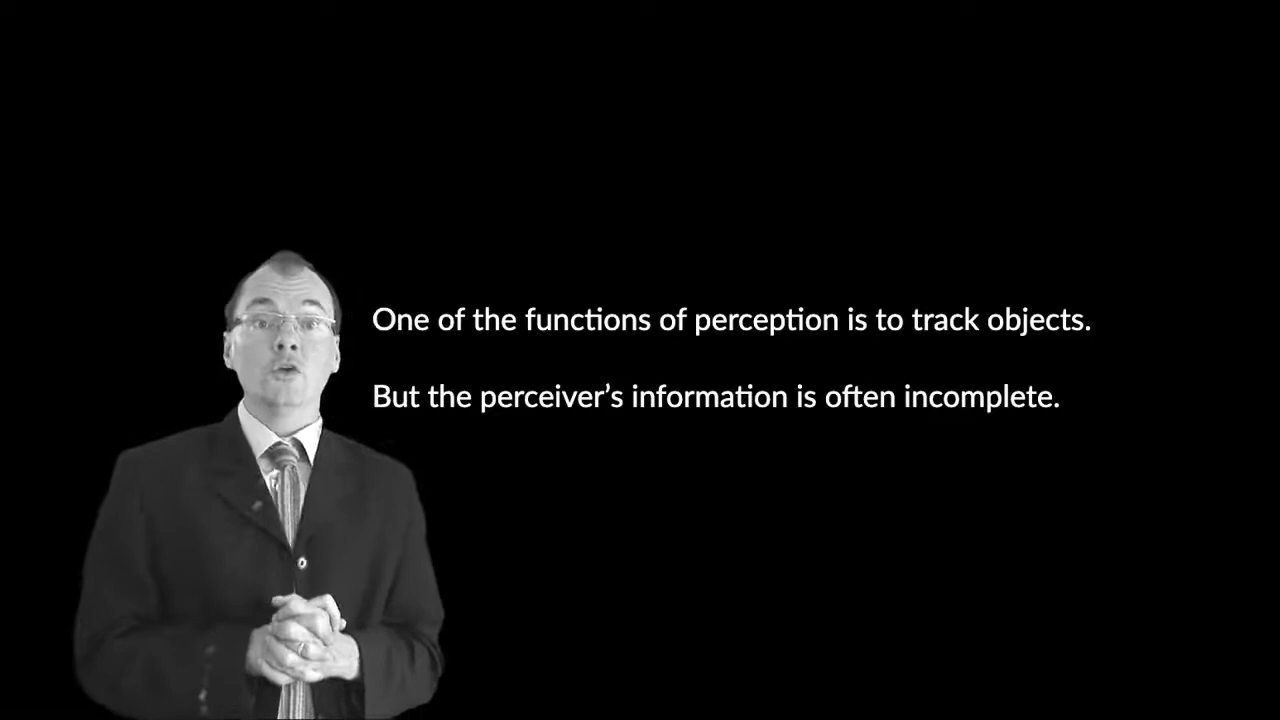 One of the functions of perception is to track objects.
But the perceiver’s information is often incomplete.